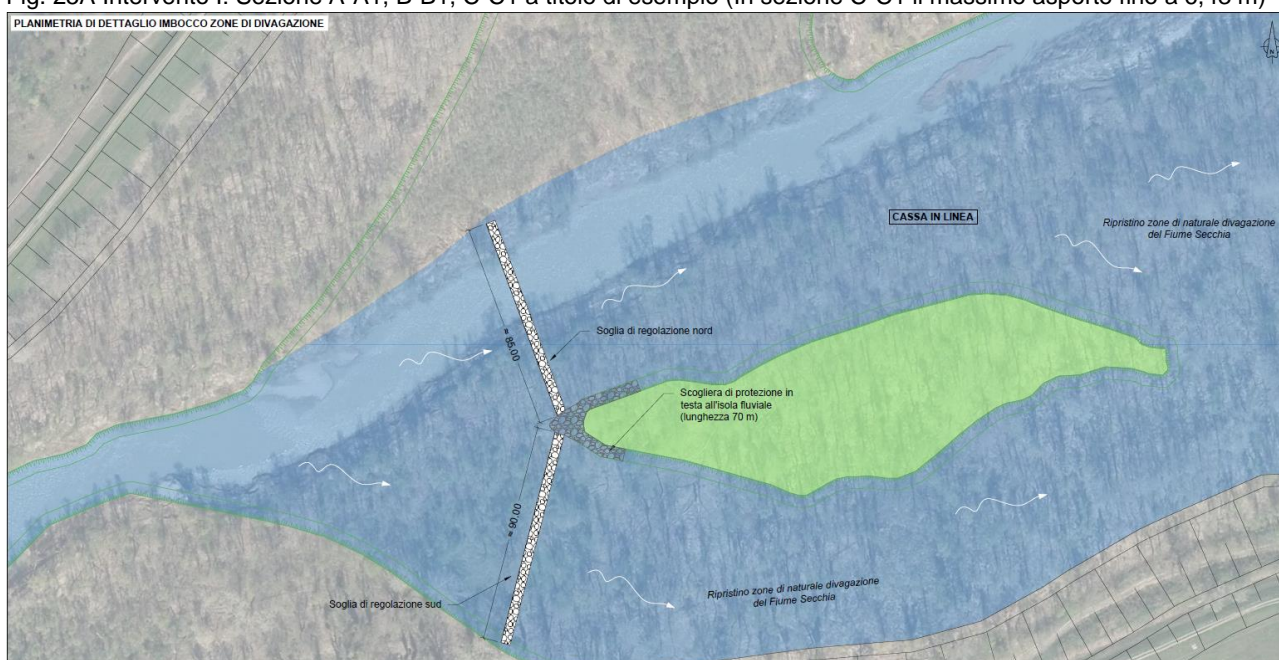 Fig. 28A Intervento I. Sezione A-A1, B-B1, C-C1 a titolo di esempio (in sezione C-C1 il massimo asporto fino a 6,45 m)
PLANIMETRIA DI DETTAGLIO IMBOCCO ZONE DI DIVAGAZIONE
N
CASSA IN LINEA
Ripristino zone di naturale divagazione
del Fiume Secchia
Soglia di regolazione nord
≈ 85.00
Scogliera di protezione in
testa all'isola fluviale
(lunghezza 70 m)
≈ 90.00
Soglia di regolazione sud
Ripristino zone di naturale divagazione
del Fiume Secchia